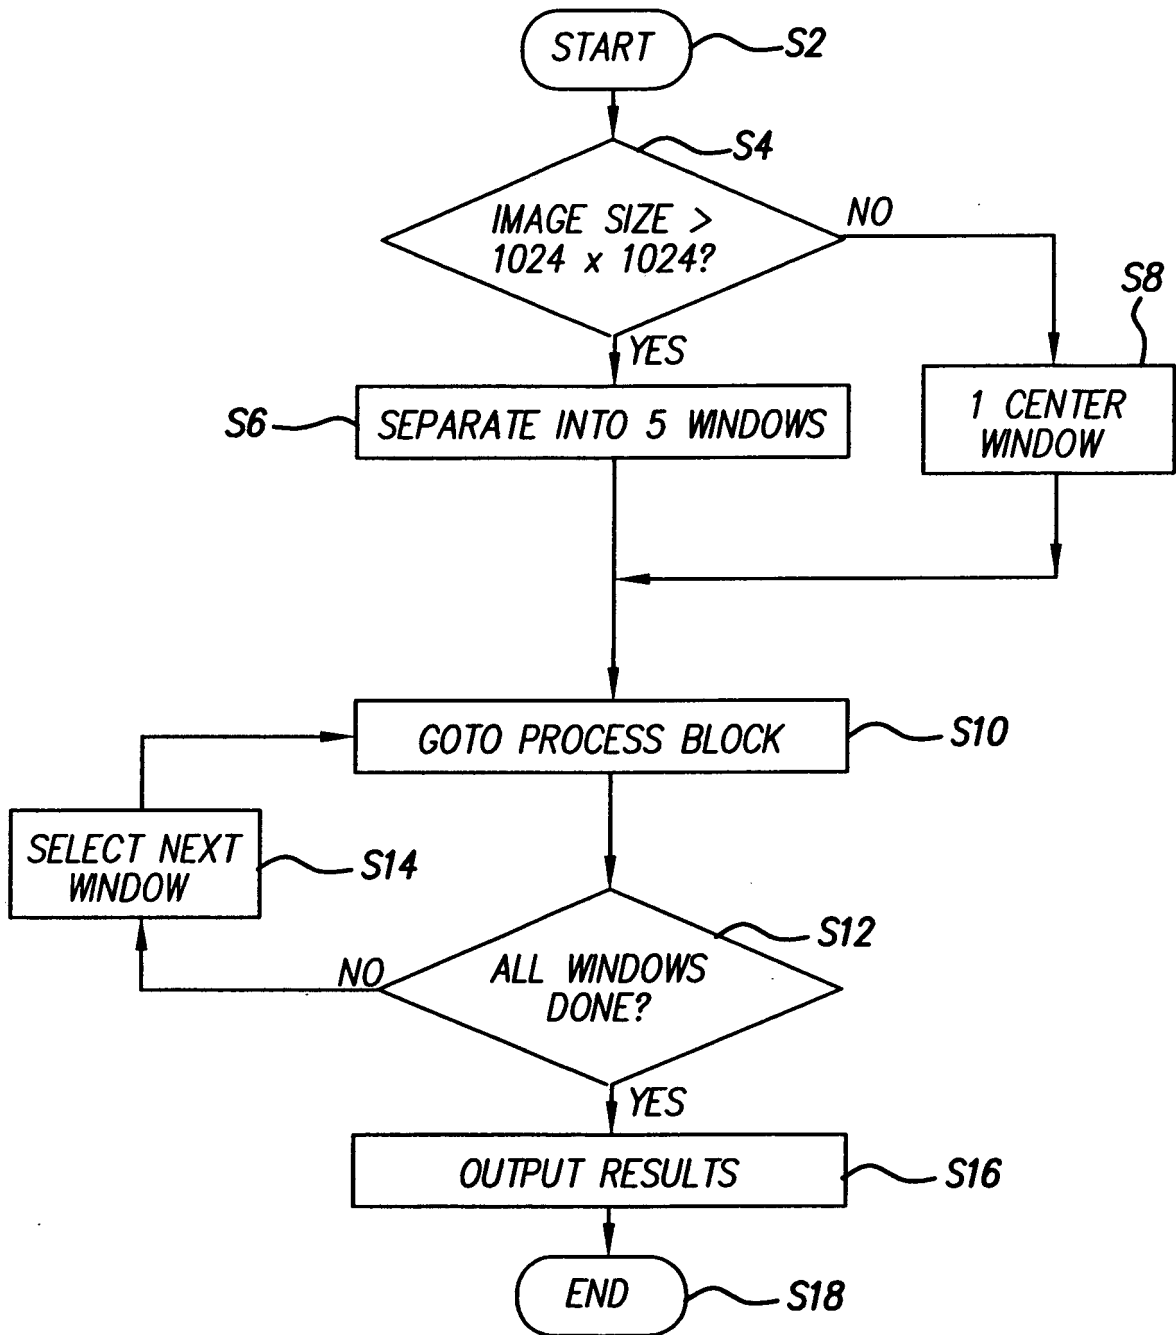 START
S2
S4
IMAGE SIZE >
1024 x 1024?
NO
S8
YES
1 CENTER
WINDOW
S6
SEPARATE INTO 5 WINDOWS
GOTO PROCESS BLOCK
S10
SELECT NEXT
WINDOW
S14
S12
ALL WINDOWS
DONE?
NO
YES
OUTPUT RESULTS
S16
END
S18